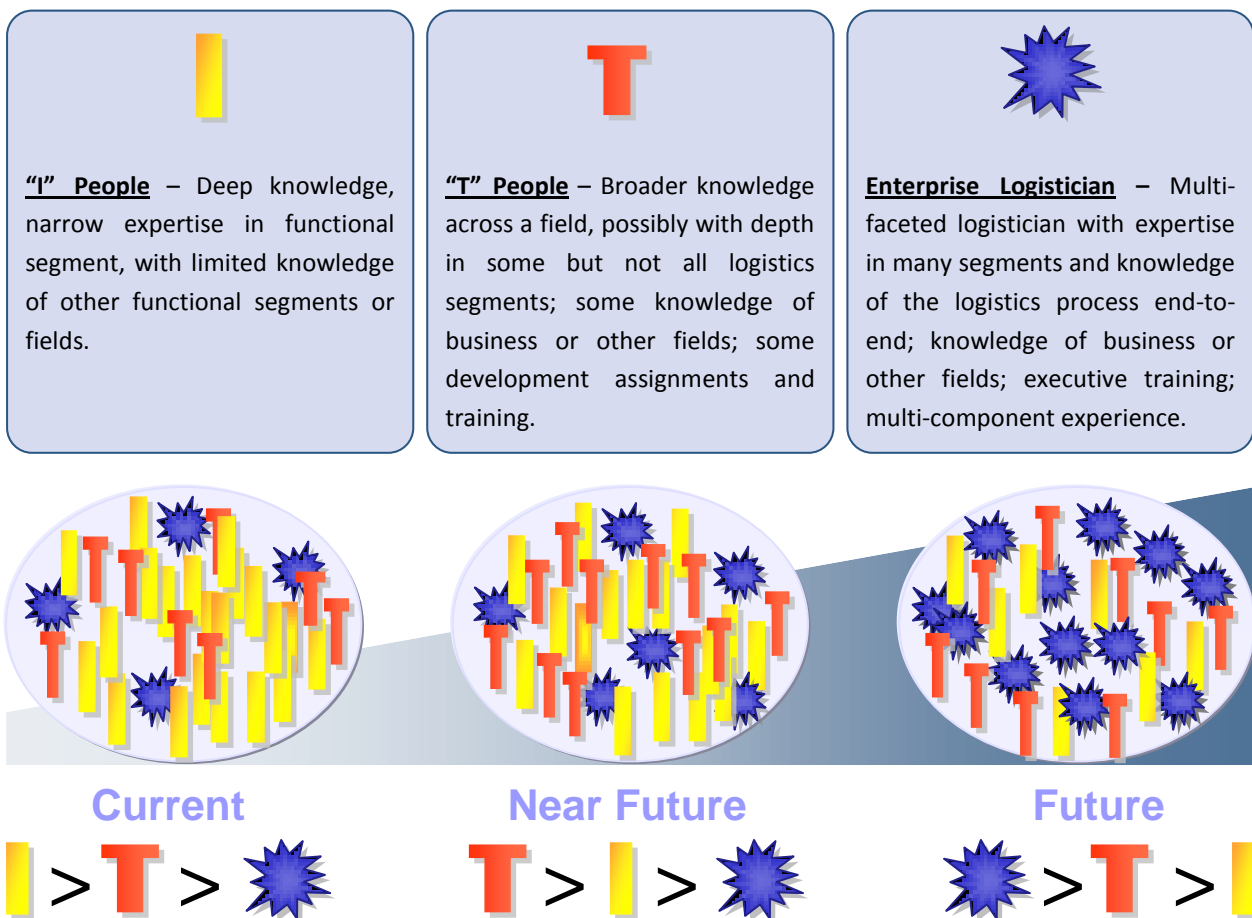 “I” People – Deep knowledge,
narrow expertise in functional
segment, with limited knowledge
of other functional segments or
fields.
“T” People – Broader knowledge
across a field, possibly with depth
in some but not all logistics
segments; some knowledge of
business or other fields; some
development assignments and
training.
Enterprise Logistician – Multi-
faceted logistician with expertise
in many segments and knowledge
of the logistics process end-to-
end; knowledge of business or
other fields; executive training;
multi-component experience.
Current
Near Future
Future
> T >
T > >
> T >